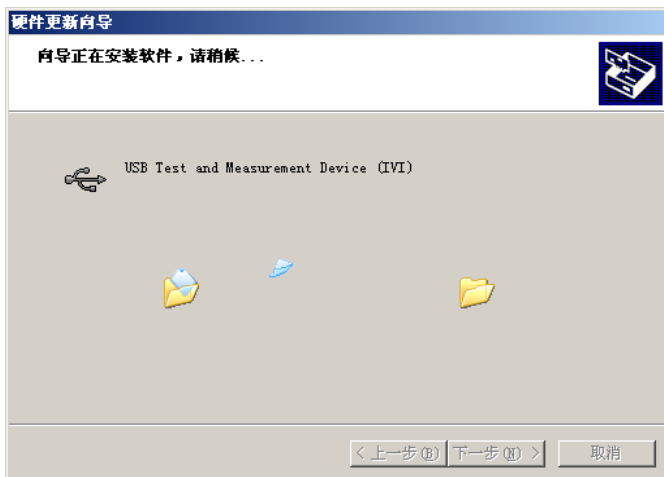 硬件更新向导
向导正在安装软件，请稍候...
USB Test and Measurement Device (IVI)
< 上一步(B) 下一步(N) > 取消